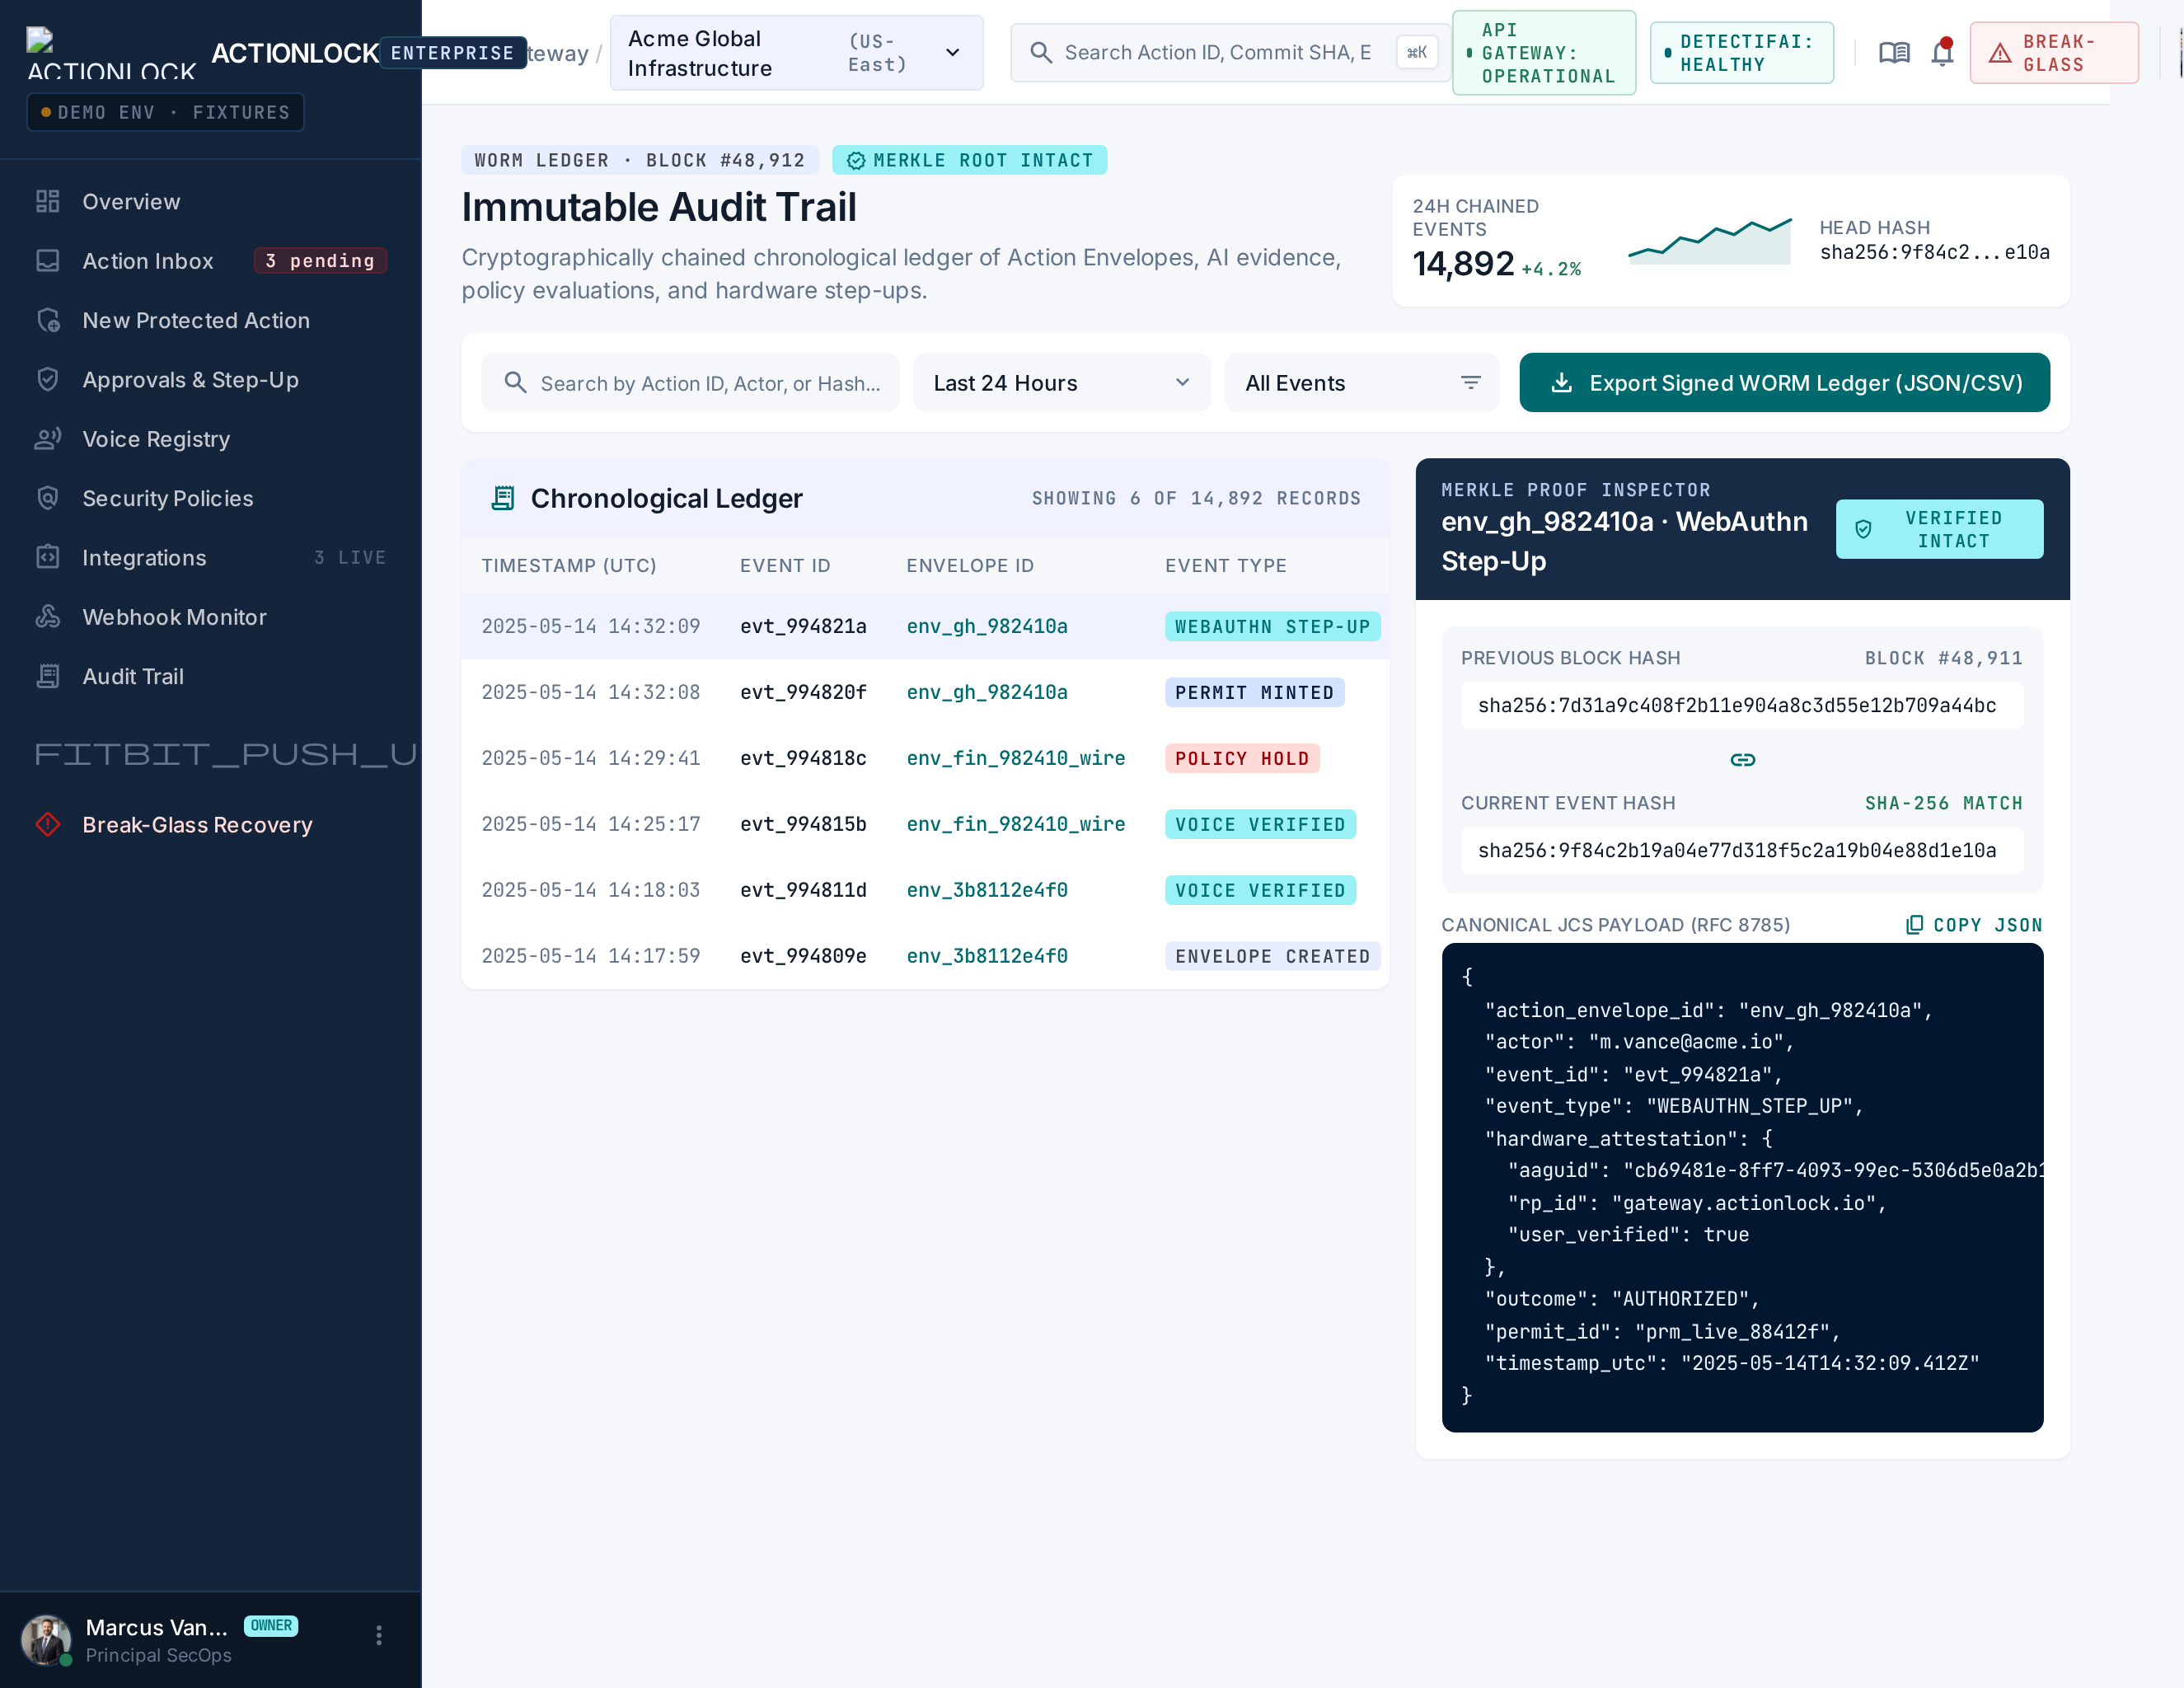 ACTIONLOCK
ACTIONLOCK
ENTERPRISE
DEMO ENV · FIXTURES
Overview
Action Inbox
3 pending
New Protected Action
Approvals & Step-Up
Voice Registry
Security Policies
Integrations
3 LIVE
Webhook Monitor
Audit Trail
FITBIT_PUSH_U
Break-Glass Recovery
Marcus Van...
OWNER
Principal SecOps
teway /
Acme Global
Infrastructure
(US-
East)
Search Action ID, Commit SHA, E
⌘K
API
GATEWAY:
OPERATIONAL
DETECTIFAI:
HEALTHY
BREAK-
GLASS
WORM LEDGER · BLOCK #48,912
MERKLE ROOT INTACT
Immutable Audit Trail
Cryptographically chained chronological ledger of Action Envelopes, AI evidence,
policy evaluations, and hardware step-ups.
24H CHAINED
EVENTS
14,892 +4.2%
HEAD HASH
sha256:9f84c2...e10a
Search by Action ID, Actor, or Hash...
Last 24 Hours
All Events
Export Signed WORM Ledger (JSON/CSV)
Chronological Ledger
SHOWING 6 OF 14,892 RECORDS
TIMESTAMP (UTC) EVENT ID ENVELOPE ID EVENT TYPE
2025-05-14 14:32:09 evt_994821a env_gh_982410a WEBAUTHN STEP-UP
2025-05-14 14:32:08 evt_994820f env_gh_982410a PERMIT MINTED
2025-05-14 14:29:41 evt_994818c env_fin_982410_wire POLICY HOLD
2025-05-14 14:25:17 evt_994815b env_fin_982410_wire VOICE VERIFIED
2025-05-14 14:18:03 evt_994811d env_3b8112e4f0 VOICE VERIFIED
2025-05-14 14:17:59 evt_994809e env_3b8112e4f0 ENVELOPE CREATED
MERKLE PROOF INSPECTOR
env_gh_982410a · WebAuthn
Step-Up
VERIFIED
INTACT
PREVIOUS BLOCK HASH
BLOCK #48,911
sha256:7d31a9c408f2b11e904a8c3d55e12b709a44bc
CURRENT EVENT HASH
SHA-256 MATCH
sha256:9f84c2b19a04e77d318f5c2a19b04e88d1e10a
CANONICAL JCS PAYLOAD (RFC 8785)
COPY JSON
{
"action_envelope_id": "env_gh_982410a",
"actor": "m.vance@acme.io",
"event_id": "evt_994821a",
"event_type": "WEBAUTHN_STEP_UP",
"hardware_attestation": {
"aaguid": "cb69481e-8ff7-4093-99ec-5306d5e0a2b1
"rp_id": "gateway.actionlock.io",
"user_verified": true
},
"outcome": "AUTHORIZED",
"permit_id": "prm_live_88412f",
"timestamp_utc": "2025-05-14T14:32:09.412Z"
}